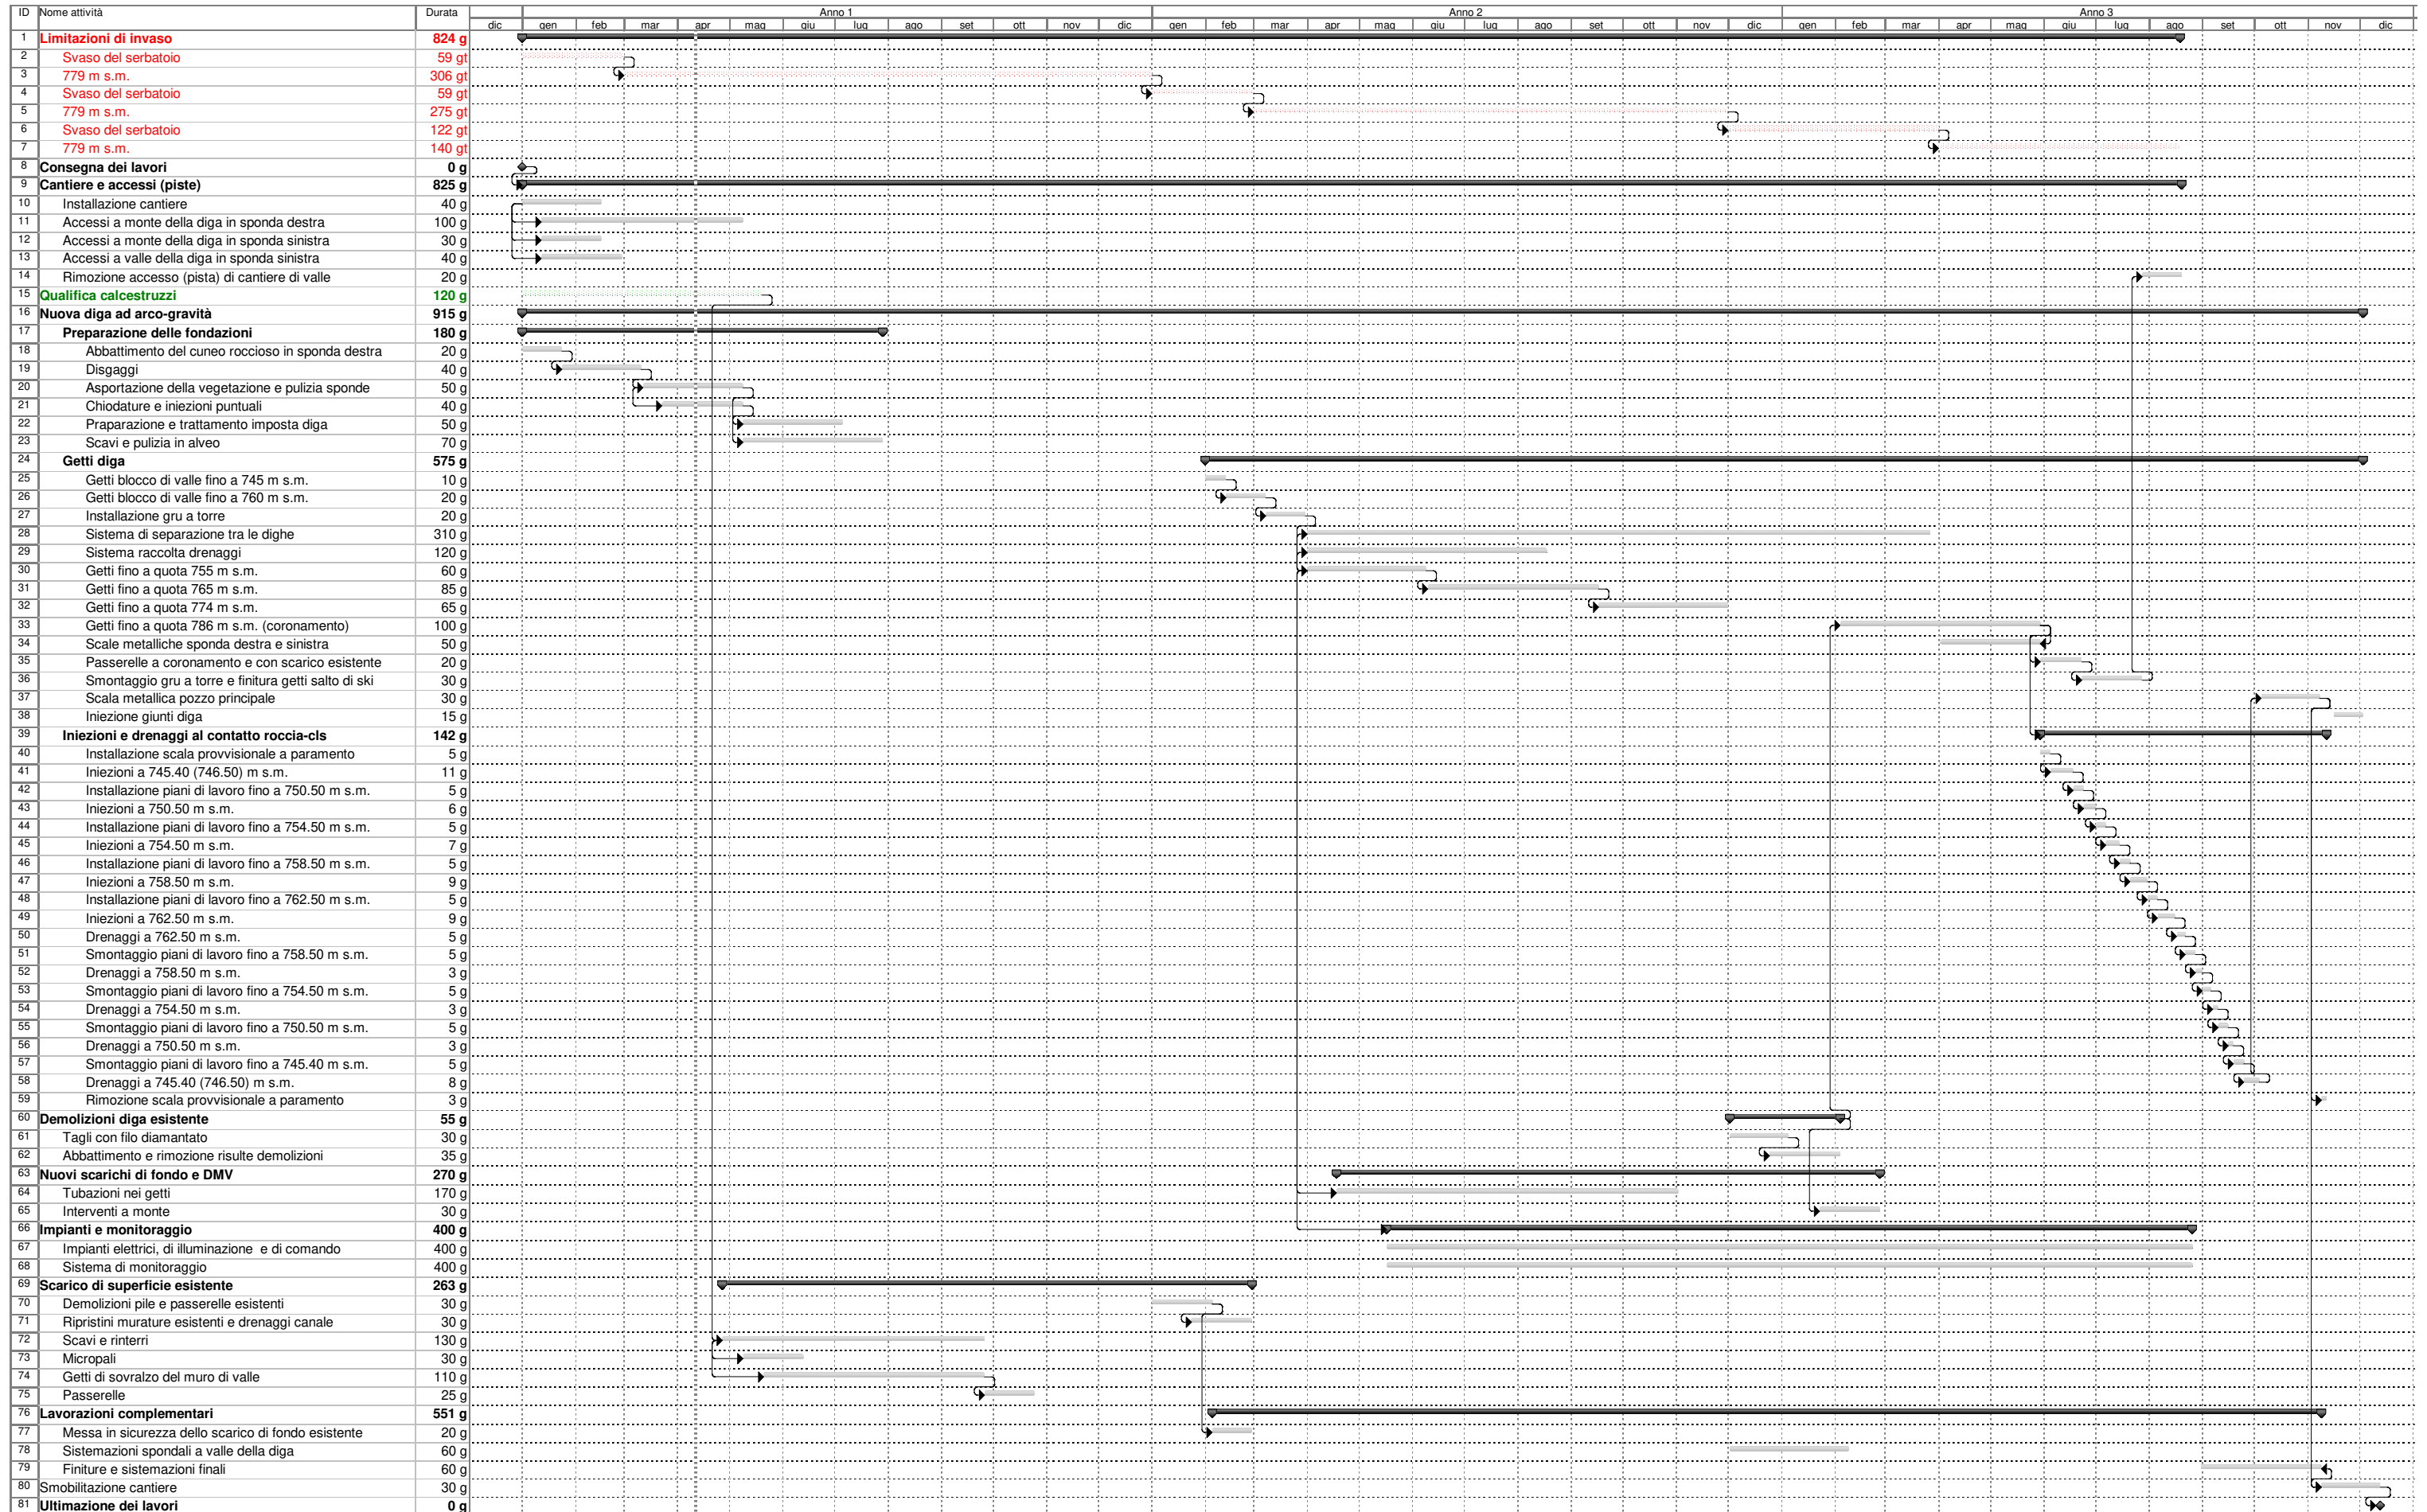 ID Nome attività Durata Anno 1 Anno 2 Anno 3
dic gen feb mar apr mag giu lug ago set ott nov dic gen feb mar apr mag giu lug ago set ott nov dic gen feb mar apr mag giu lug ago set ott nov dic
1 Limitazioni di invaso 824 g
2 Svaso del serbatoio 59 gt
3 779 m s.m. 306 gt
4 Svaso del serbatoio 59 gt
5 779 m s.m. 275 gt
6 Svaso del serbatoio 122 gt
7 779 m s.m. 140 gt
8 Consegna dei lavori 0 g
9 Cantiere e accessi (piste) 825 g
10 Installazione cantiere 40 g
11 Accessi a monte della diga in sponda destra 100 g
12 Accessi a monte della diga in sponda sinistra 30 g
13 Accessi a valle della diga in sponda sinistra 40 g
14 Rimozione accesso (pista) di cantiere di valle 20 g
15 Qualifica calcestruzzi 120 g
16 Nuova diga ad arco-gravità 915 g
17 Preparazione delle fondazioni 180 g
18 Abbattimento del cuneo roccioso in sponda destra 20 g
19 Disgaggi 40 g
20 Asportazione della vegetazione e pulizia sponde 50 g
21 Chiodature e iniezioni puntuali 40 g
22 Praparazione e trattamento imposta diga 50 g
23 Scavi e pulizia in alveo 70 g
24 Getti diga 575 g
25 Getti blocco di valle fino a 745 m s.m. 10 g
26 Getti blocco di valle fino a 760 m s.m. 20 g
27 Installazione gru a torre 20 g
28 Sistema di separazione tra le dighe 310 g
29 Sistema raccolta drenaggi 120 g
30 Getti fino a quota 755 m s.m. 60 g
31 Getti fino a quota 765 m s.m. 85 g
32 Getti fino a quota 774 m s.m. 65 g
33 Getti fino a quota 786 m s.m. (coronamento) 100 g
34 Scale metalliche sponda destra e sinistra 50 g
35 Passerelle a coronamento e con scarico esistente 20 g
36 Smontaggio gru a torre e finitura getti salto di ski 30 g
37 Scala metallica pozzo principale 30 g
38 Iniezione giunti diga 15 g
39 Iniezioni e drenaggi al contatto roccia-cls 142 g
40 Installazione scala provvisionale a paramento 5 g
41 Iniezioni a 745.40 (746.50) m s.m. 11 g
42 Installazione piani di lavoro fino a 750.50 m s.m. 5 g
43 Iniezioni a 750.50 m s.m. 6 g
44 Installazione piani di lavoro fino a 754.50 m s.m. 5 g
45 Iniezioni a 754.50 m s.m. 7 g
46 Installazione piani di lavoro fino a 758.50 m s.m. 5 g
47 Iniezioni a 758.50 m s.m. 9 g
48 Installazione piani di lavoro fino a 762.50 m s.m. 5 g
49 Iniezioni a 762.50 m s.m. 9 g
50 Drenaggi a 762.50 m s.m. 5 g
51 Smontaggio piani di lavoro fino a 758.50 m s.m. 5 g
52 Drenaggi a 758.50 m s.m. 3 g
53 Smontaggio piani di lavoro fino a 754.50 m s.m. 5 g
54 Drenaggi a 754.50 m s.m. 3 g
55 Smontaggio piani di lavoro fino a 750.50 m s.m. 5 g
56 Drenaggi a 750.50 m s.m. 3 g
57 Smontaggio piani di lavoro fino a 745.40 m s.m. 5 g
58 Drenaggi a 745.40 (746.50) m s.m. 8 g
59 Rimozione scala provvisionale a paramento 3 g
60 Demolizioni diga esistente 55 g
61 Tagli con filo diamantato 30 g
62 Abbattimento e rimozione risulte demolizioni 35 g
63 Nuovi scarichi di fondo e DMV 270 g
64 Tubazioni nei getti 170 g
65 Interventi a monte 30 g
66 Impianti e monitoraggio 400 g
67 Impianti elettrici, di illuminazione e di comando 400 g
68 Sistema di monitoraggio 400 g
69 Scarico di superficie esistente 263 g
70 Demolizioni pile e passerelle esistenti 30 g
71 Ripristini murature esistenti e drenaggi canale 30 g
72 Scavi e rinterri 130 g
73 Micropali 30 g
74 Getti di sovralzo del muro di valle 110 g
75 Passerelle 25 g
76 Lavorazioni complementari 551 g
77 Messa in sicurezza dello scarico di fondo esistente 20 g
78 Sistemazioni spondali a valle della diga 60 g
79 Finiture e sistemazioni finali 60 g
80 Smobilitazione cantiere 30 g
81 Ultimazione dei lavori 0 g